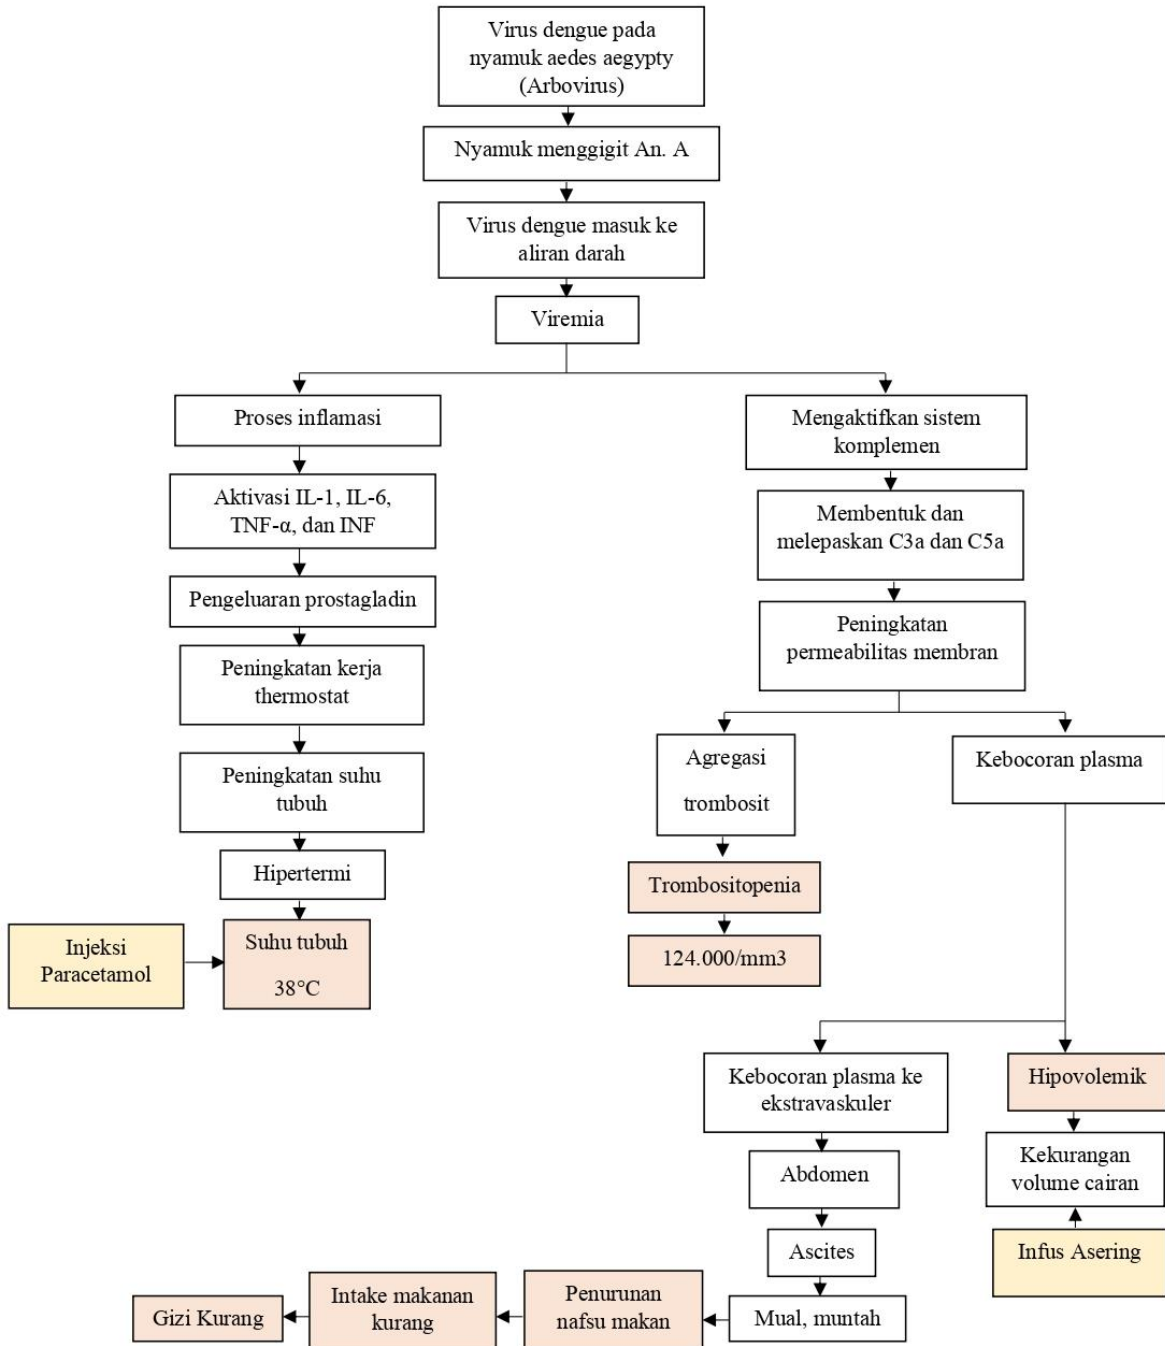 Virus dengue pada
nyamuk aedes aegypty
(Arbovirus)
Nyamuk menggigit An. A
Virus dengue masuk ke
aliran darah
Viremia
Proses inflamasi
Aktivasi IL-1, IL-6,
TNF-α, dan INF
Pengeluaran prostagladin
Peningkatan kerja
thermostat
Peningkatan suhu
tubuh
Hipertermi
Injeksi
Paracetamol
Suhu tubuh
38°C
Mengaktifkan sistem
komplemen
Membentuk dan
melepaskan C3a dan C5a
Peningkatan
permeabilitas membran
Agregasi
trombosit
Trombositopenia
124.000/mm3
Kebocoran plasma
Kebocoran plasma ke
ekstravaskuler
Abdomen
Ascites
Mual, muntah
Penurunan
nafsu makan
Intake makanan
kurang
Gizi Kurang
Hipovolemik
Kekurangan
volume cairan
Infus Asering